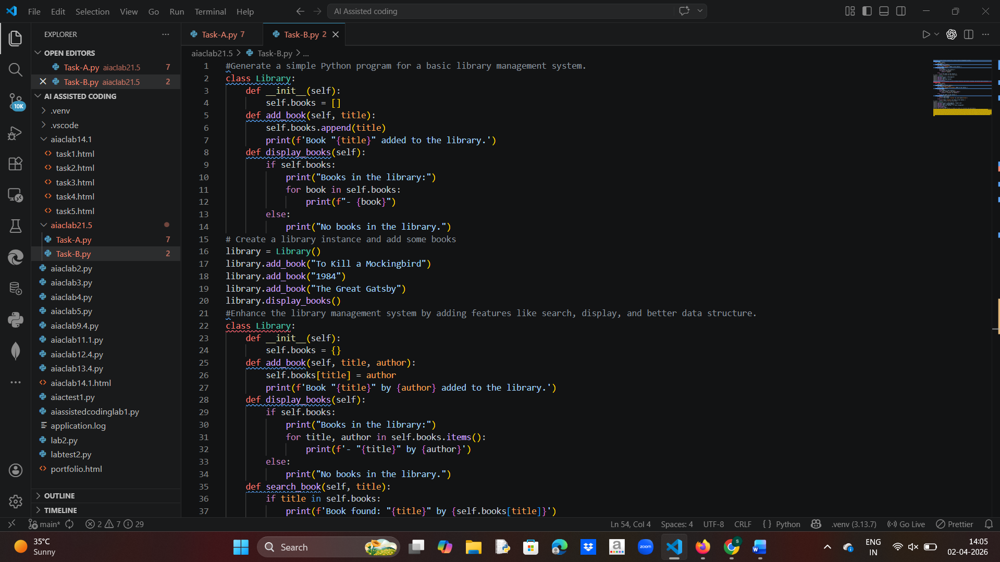 File Edit Selection View Go Run Terminal Help
AI Assisted coding
EXPLORER
OPEN EDITORS
Task-A.py aiaclab21.5 7
Task-B.py aiaclab21.5 2
AI ASSISTED CODING
.venv
.vscode
aiaclab14.1
task1.html
task2.html
task3.html
task4.html
task5.html
aiaclab21.5
Task-A.py 7
Task-B.py 2
aiaclab2.py
aiaclab3.py
aiaclab4.py
aiaclab5.py
aiaclab9.4.py
aiaclab11.1.py
aiaclab12.4.py
aiaclab13.4.py
aiaclab14.1.html
aiactest1.py
aiassistedcodinglab1.py
application.log
lab2.py
labtest2.py
portfolio.html
OUTLINE
TIMELINE
10K
Task-A.py 7
Task-B.py 2
aiaclab21.5 > Task-B.py > ...
1 #Generate a simple Python program for a basic library management system.
2 class Library:
3 def __init__(self):
4 self.books = []
5 def add_book(self, title):
6 self.books.append(title)
7 print(f'Book "{title}" added to the library.')
8 def display_books(self):
9 if self.books:
10 print("Books in the library:")
11 for book in self.books:
12 print(f"- {book}")
13 else:
14 print("No books in the library.")
15 # Create a library instance and add some books
16 library = Library()
17 library.add_book("To Kill a Mockingbird")
18 library.add_book("1984")
19 library.add_book("The Great Gatsby")
20 library.display_books()
21 #Enhance the library management system by adding features like search, display, and better data structure.
22 class Library:
23 def __init__(self):
24 self.books = {}
25 def add_book(self, title, author):
26 self.books[title] = author
27 print(f'Book "{title}" by {author} added to the library.')
28 def display_books(self):
29 if self.books:
30 print("Books in the library:")
31 for title, author in self.books.items():
32 print(f'- "{title}" by {author}')
33 else:
34 print("No books in the library.")
35 def search_book(self, title):
36 if title in self.books:
37 print(f'Book found: "{title}" by {self.books[title]}')
main* 2 7 29
Ln 54, Col 4 Spaces: 4 UTF-8 CRLF { } Python .venv (3.13.7) Go Live Prettier
35°C
Sunny
Search
zoom
ENG
IN
14:05
02-04-2026